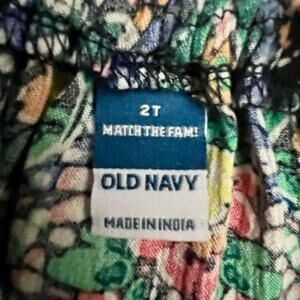 2T
MATCH THE FAM!
OLD NAVY
MADE IN INDIA